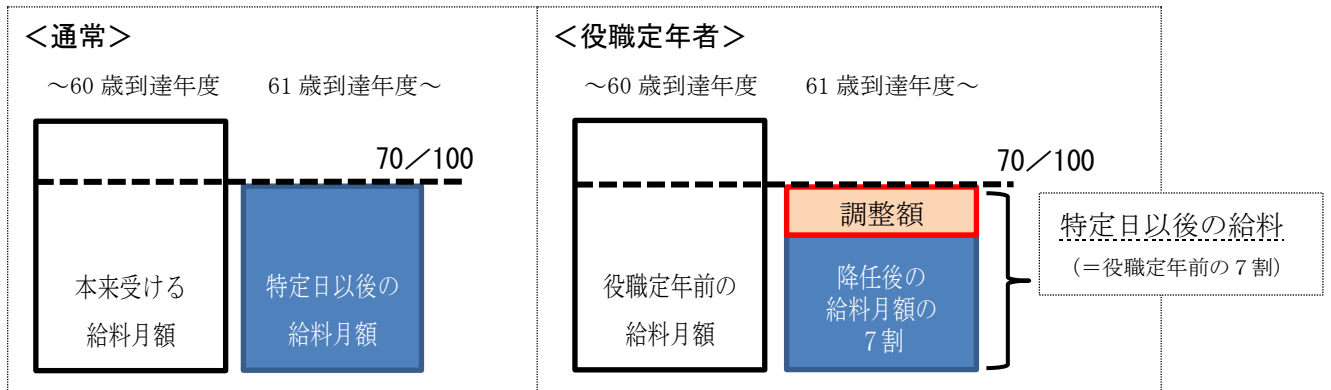 ＜通常＞
～60 歳到達年度
61 歳到達年度～
70／100
本来受ける
給料月額
特定日以後の
給料月額
＜役職定年者＞
～60 歳到達年度
61 歳到達年度～
70／100
役職定年前の
給料月額
調整額
降任後の
給料月額の
７割
特定日以後の給料
（＝役職定年前の７割）